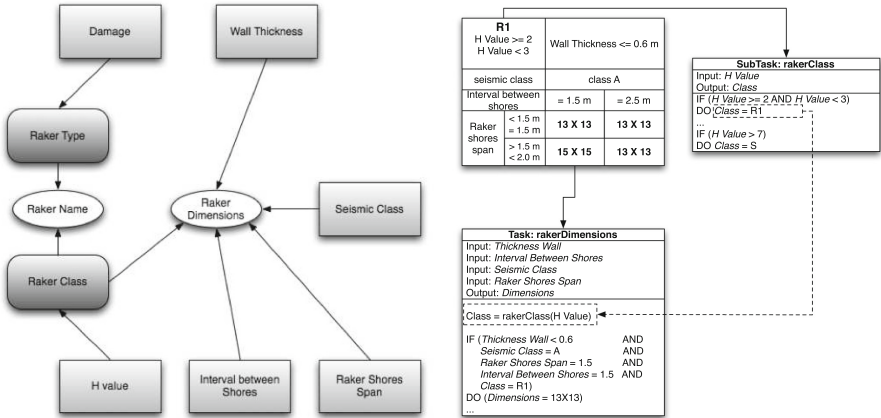 Damage
Wall Thickness
Raker Type
Raker Name
Raker
Dimensions
Seismic Class
Raker Class
H value
Interval between
Shores
Raker Shores
Span
R1
H Value >= 2
H Value < 3
Wall Thickness <= 0.6 m
seismic class
class A
Interval between
shores
= 1.5 m
= 2.5 m
Raker
shores
span
< 1.5 m
= 1.5 m
13 X 13
13 X 13
> 1.5 m
< 2.0 m
15 X 15
13 X 13
SubTask: rakerClass
Input: H Value
Output: Class
IF (H Value >= 2 AND H Value < 3)
DO Class = R1
...
IF (H Value > 7)
DO Class = S
Task: rakerDimensions
Input: Thickness Wall
Input: Interval Between Shores
Input: Seismic Class
Input: Raker Shores Span
Output: Dimensions
Class = rakerClass(H Value)
IF (Thickness Wall < 0.6 AND
Seismic Class = A AND
Raker Shores Span = 1.5 AND
Interval Between Shores = 1.5 AND
Class = R1)
DO (Dimensions = 13X13)
...